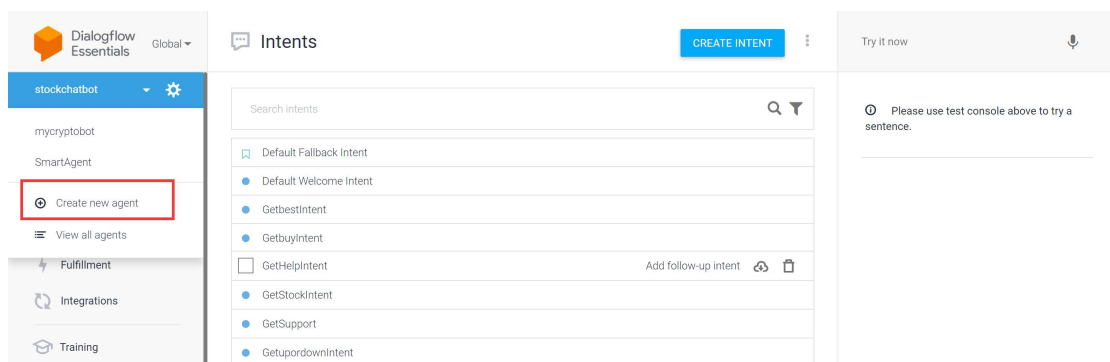 Dialogflow
Essentials
Global
Intents
CREATE INTENT
Try it now
stockchatbot
mycryptobot
SmartAgent
Create new agent
View all agents
Fulfillment
Integrations
Training
Search intents
Default Fallback Intent
Default Welcome Intent
GetbestIntent
GetbuyIntent
GetHelpIntent Add follow-up intent
GetStockIntent
GetSupport
GetupordownIntent
Please use test console above to try a
sentence.